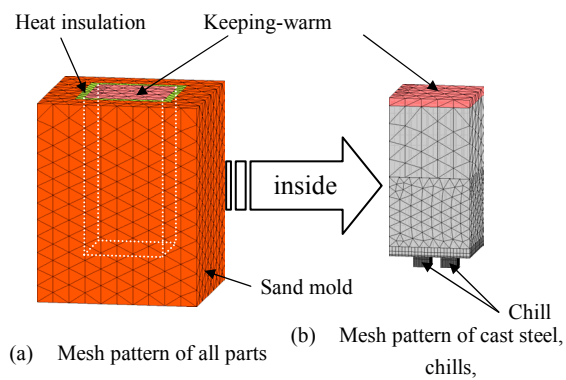 Heat insulation
Keeping-warm
inside
Sand mold
Chill
(a) Mesh pattern of all parts
(b) Mesh pattern of cast steel,
chills,